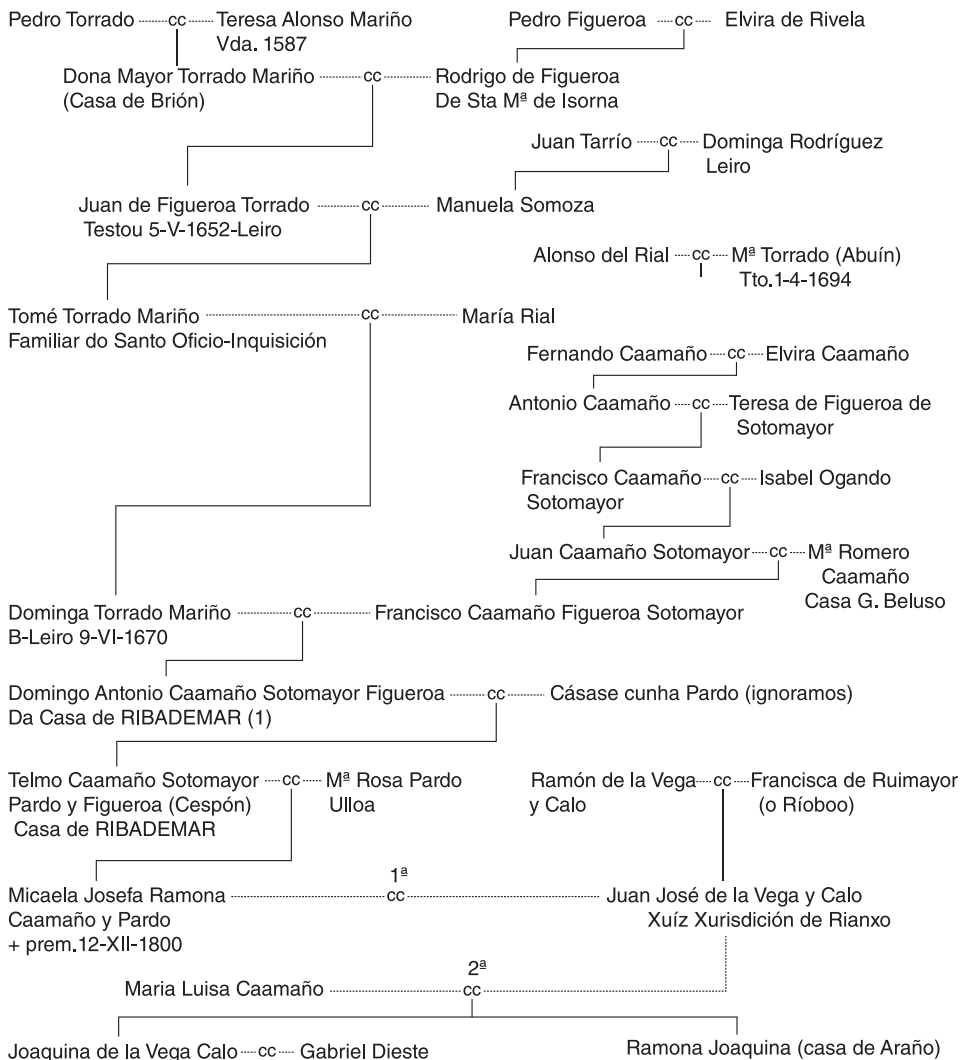 Pedro Torrado cc Teresa Alonso Mariño Pedro Figueroa cc Elvira de Rivela
Vda. 1587
Dona Mayor Torrado Mariño cc Rodrigo de Figueroa
(Casa de Brión) De Sta Mª de Isorna
Juan Tarrío cc Dominga Rodríguez
Leiro
Juan de Figueroa Torrado cc Manuela Somoza
Testou 5-V-1652-Leiro
Alonso del Rial cc Mª Torrado (Abuín)
Tto.1-4-1694
Tomé Torrado Mariño cc María Rial
Familiar do Santo Oficio-Inquisición
Fernando Caamaño cc Elvira Caamaño
Antonio Caamaño cc Teresa de Figueroa de
Sotomayor
Francisco Caamaño cc Isabel Ogando
Sotomayor
Juan Caamaño Sotomayor cc Mª Romero
Caamaño
Casa G. Beluso
Dominga Torrado Mariño cc Francisco Caamaño Figueroa Sotomayor
B-Leiro 9-VI-1670
Domingo Antonio Caamaño Sotomayor Figueroa cc Cásase cunha Pardo (ignoramos)
Da Casa de RIBADEMAR (1)
Telmo Caamaño Sotomayor cc Mª Rosa Pardo Ramón de la Vega cc Francisca de Ruimayor
Pardo y Figueroa (Cespón) Ulloa y Calo (o Ríoboo)
Casa de RIBADEMAR
1ª
Micaela Josefa Ramona cc Juan José de la Vega y Calo
Caamaño y Pardo Xuíz Xurisdición de Rianxo
+ prem.12-XII-1800
2ª
Maria Luisa Caamaño cc
Joaquina de la Vega Calo cc Gabriel Dieste Ramona Joaquina (casa de Araño)